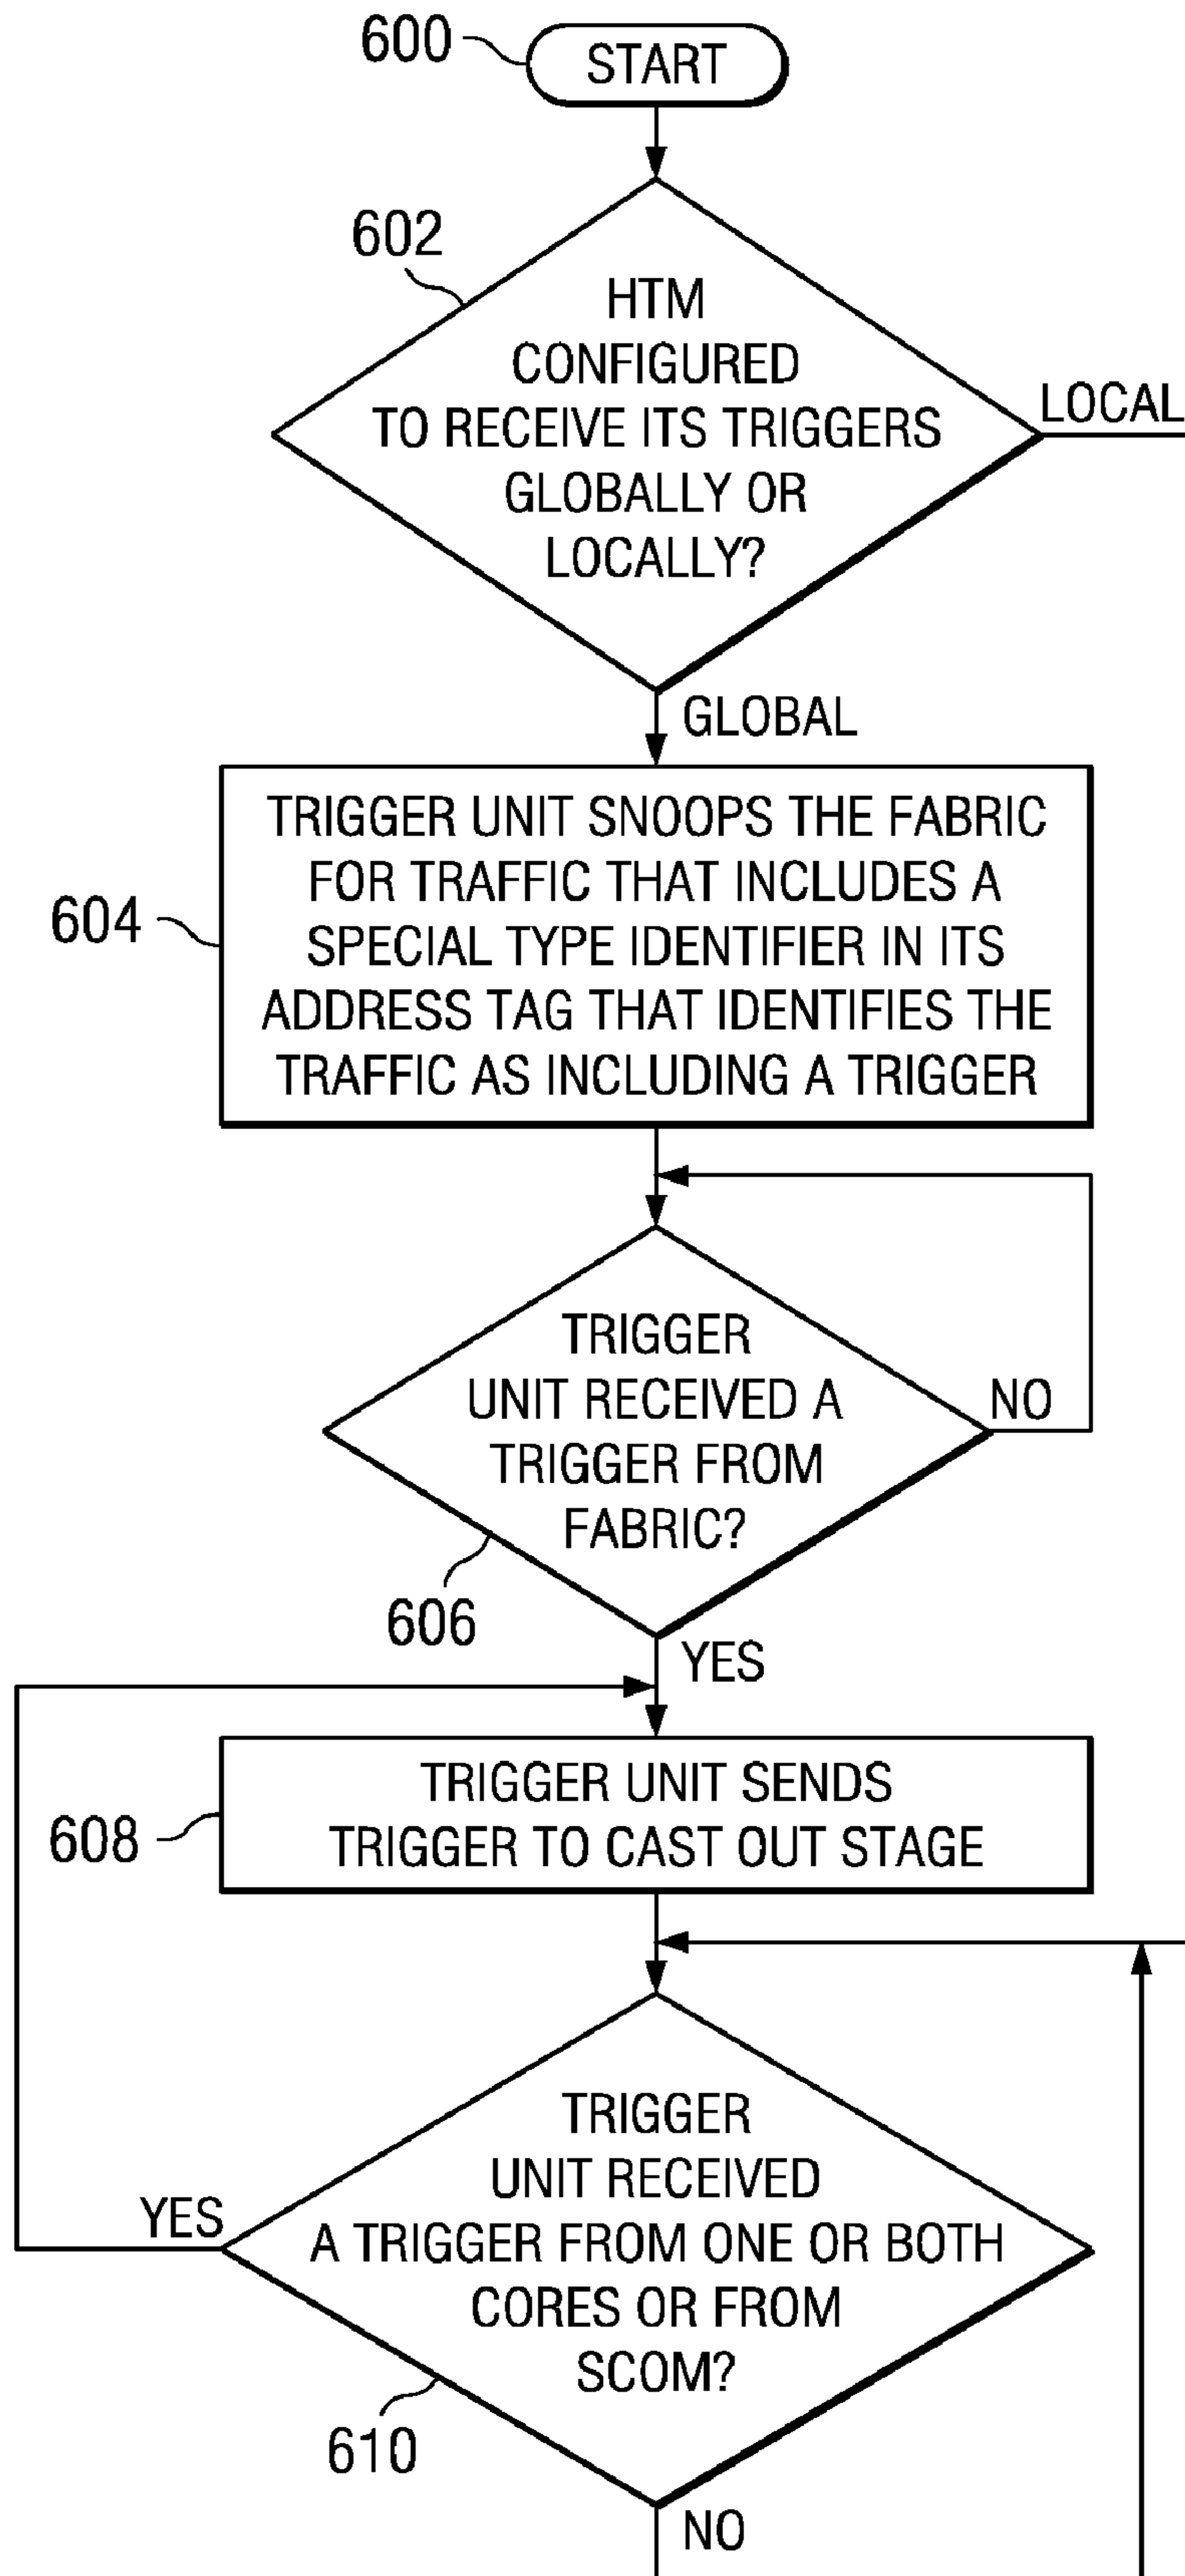 600
START
602
HTM
CONFIGURED
TO RECEIVE ITS TRIGGERS
GLOBALLY OR
LOCALLY?
LOCAL
GLOBAL
604
TRIGGER UNIT SNOOPS THE FABRIC
FOR TRAFFIC THAT INCLUDES A
SPECIAL TYPE IDENTIFIER IN ITS
ADDRESS TAG THAT IDENTIFIES THE
TRAFFIC AS INCLUDING A TRIGGER
TRIGGER
UNIT RECEIVED A
TRIGGER FROM
FABRIC?
NO
606
YES
608
TRIGGER UNIT SENDS
TRIGGER TO CAST OUT STAGE
TRIGGER
UNIT RECEIVED
A TRIGGER FROM ONE OR BOTH
CORES OR FROM
SCOM?
YES
610
NO